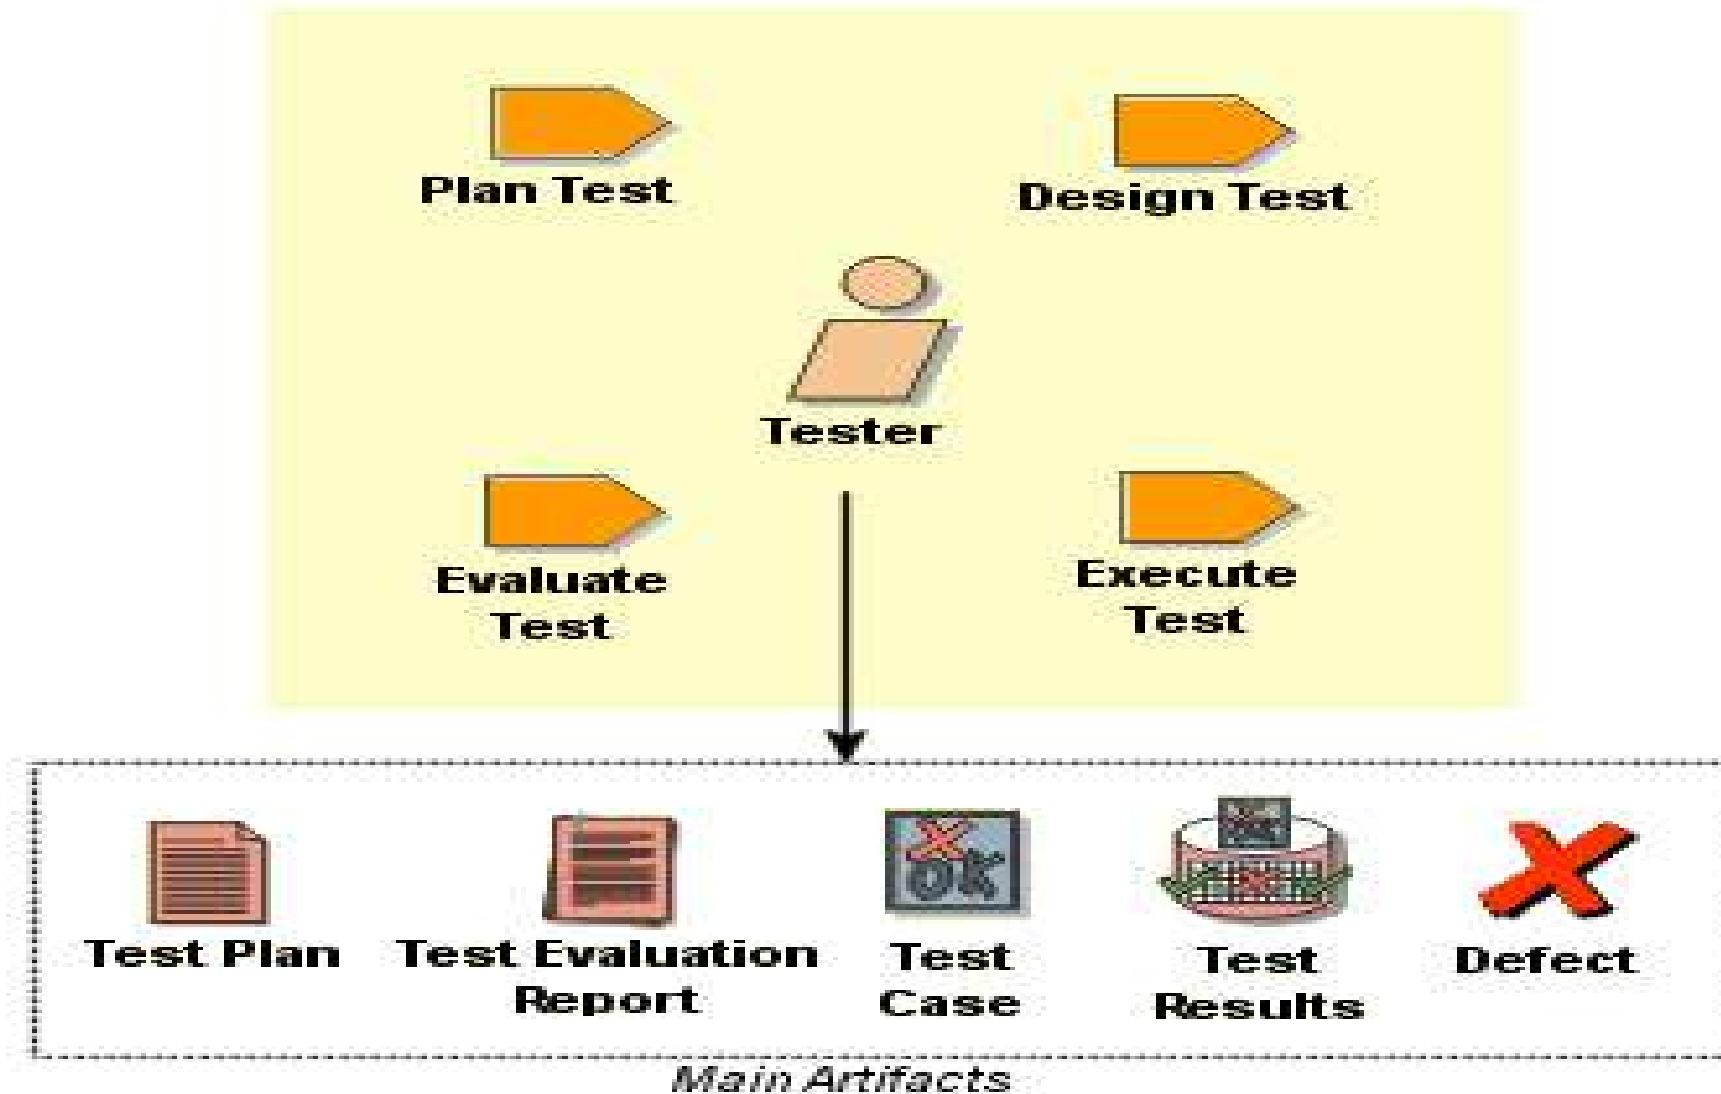 Plan Test
Design Test
Tester
Evaluate
Test
Execute
Test
Test Plan
Test Evaluation
Report
OK
Test
Case
Test
Results
Defect
Main Artifacts